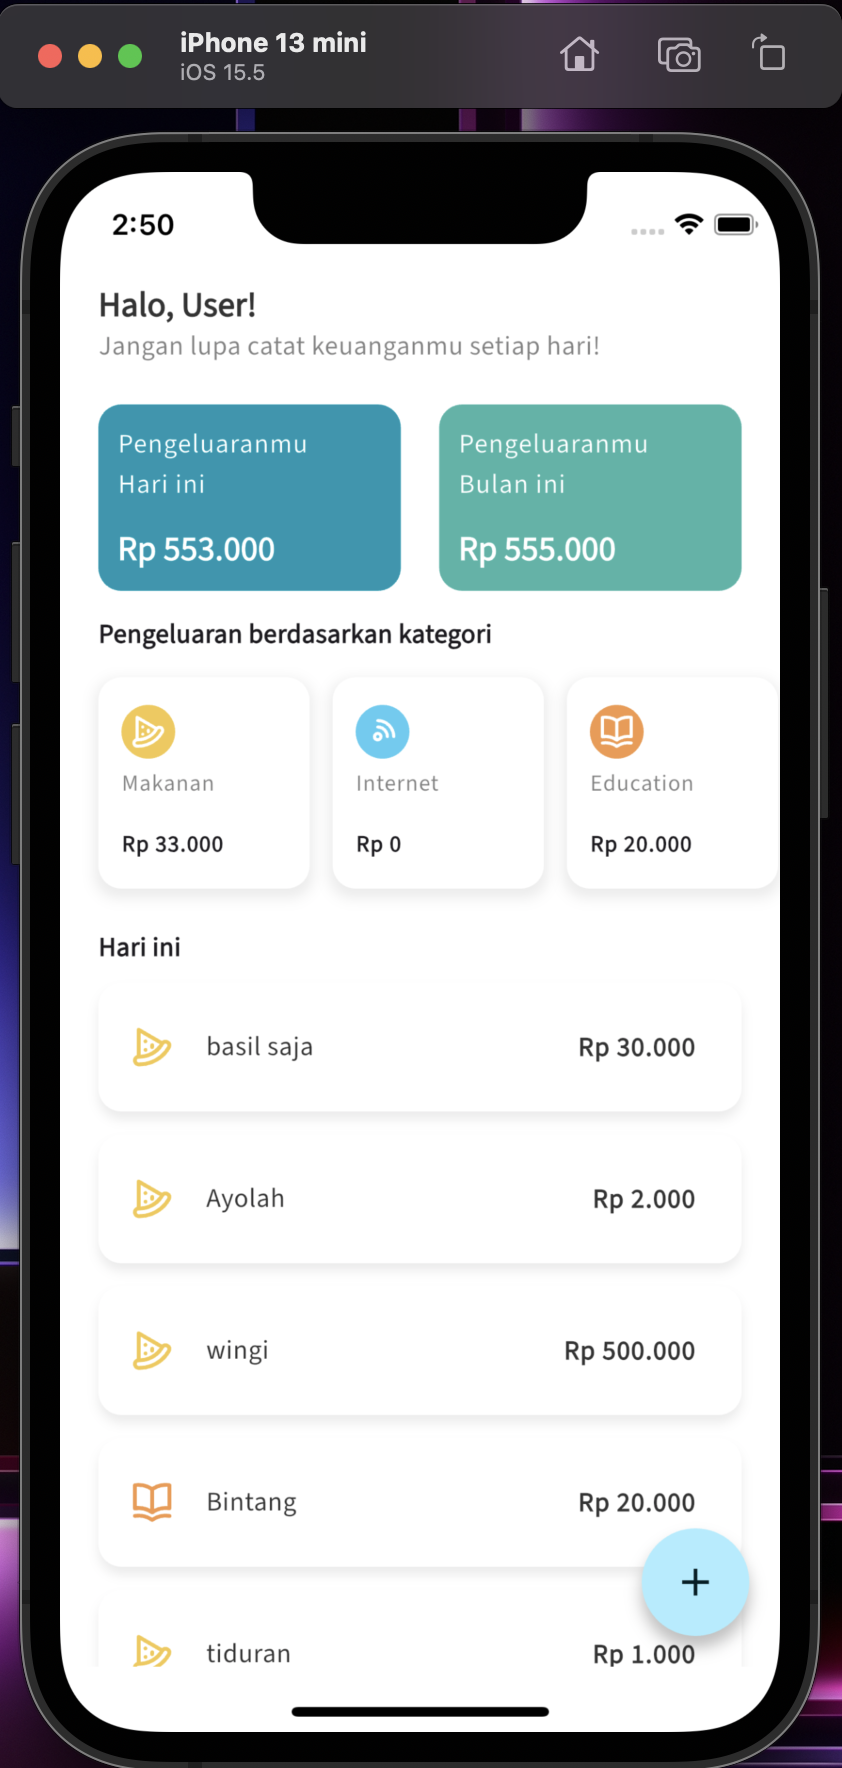 iPhone 13 mini
iOS 15.5
2:50
Halo, User!
Jangan lupa catat keuanganmu setiap hari!
Pengeluaranmu
Hari ini
Rp 553.000
Pengeluaranmu
Bulan ini
Rp 555.000
Pengeluaran berdasarkan kategori
Makanan
Rp 33.000
Internet
Rp 0
Education
Rp 20.000
Hari ini
basil saja
Rp 30.000
Ayolah
Rp 2.000
wingi
Rp 500.000
Bintang
Rp 20.000
+
tiduran
Rp 1.000